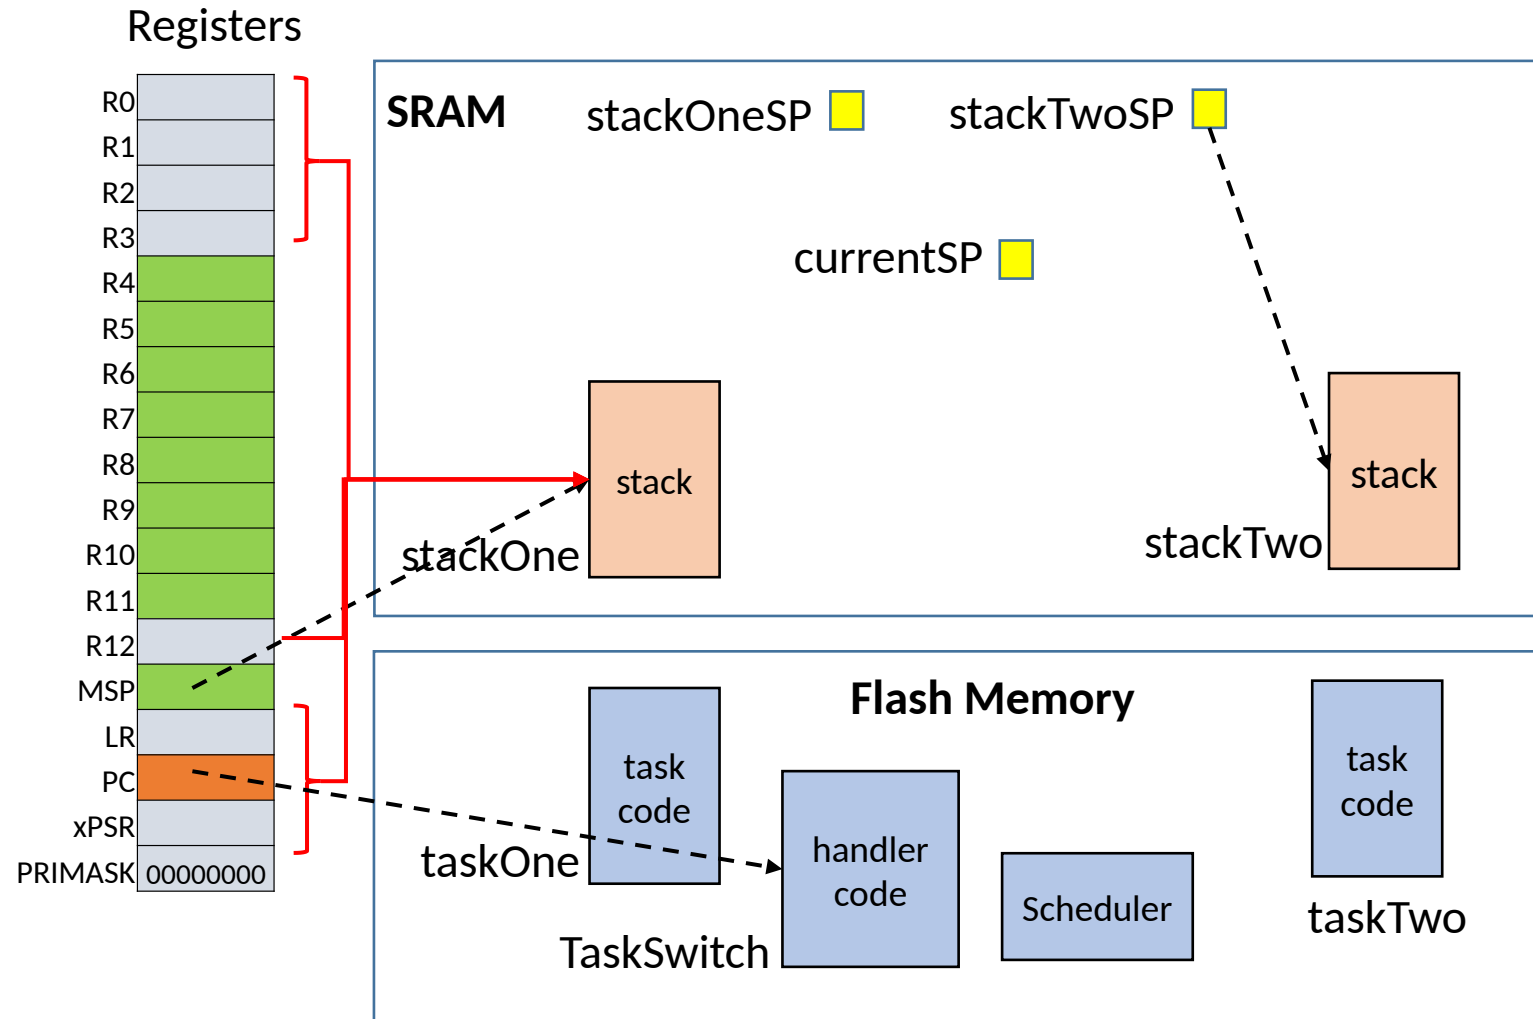 Registers
R0
R1
R2
R3
R4
R5
R6
R7
R8
R9
R10
R11
R12
MSP
LR
PC
xPSR
PRIMASK 00000000
SRAM
stackOneSP
stackTwoSP
currentSP
stack
stackOne
stack
stackTwo
Flash Memory
task
code
taskOne
handler
code
TaskSwitch
Scheduler
task
code
taskTwo